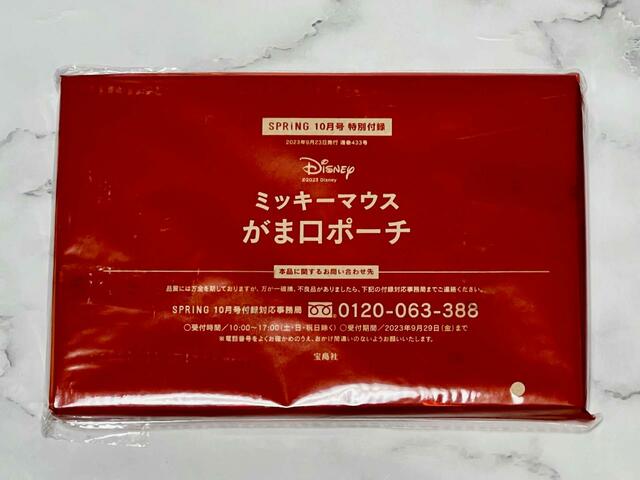 SPRiNG 10月号 特別付録
2023年9月23日発行 通巻433号
Disney
©2023 Disney
ミッキーマウス
がま口ポーチ
本品に関するお問い合わせ先
品質には万全を期しておりますが、万が一破損、不良品がありましたら、下記の付録対応事務局までご連絡ください。
SPRiNG 10月号付録対応事務局 0120-063-388
○受付時間／10:00〜17:00(土・日・祝日除く) ○受付期間／2023年9月29日(金)まで
※電話番号をよくお確かめのうえ、おかけ間違いのないようお願いいたします。
宝島社